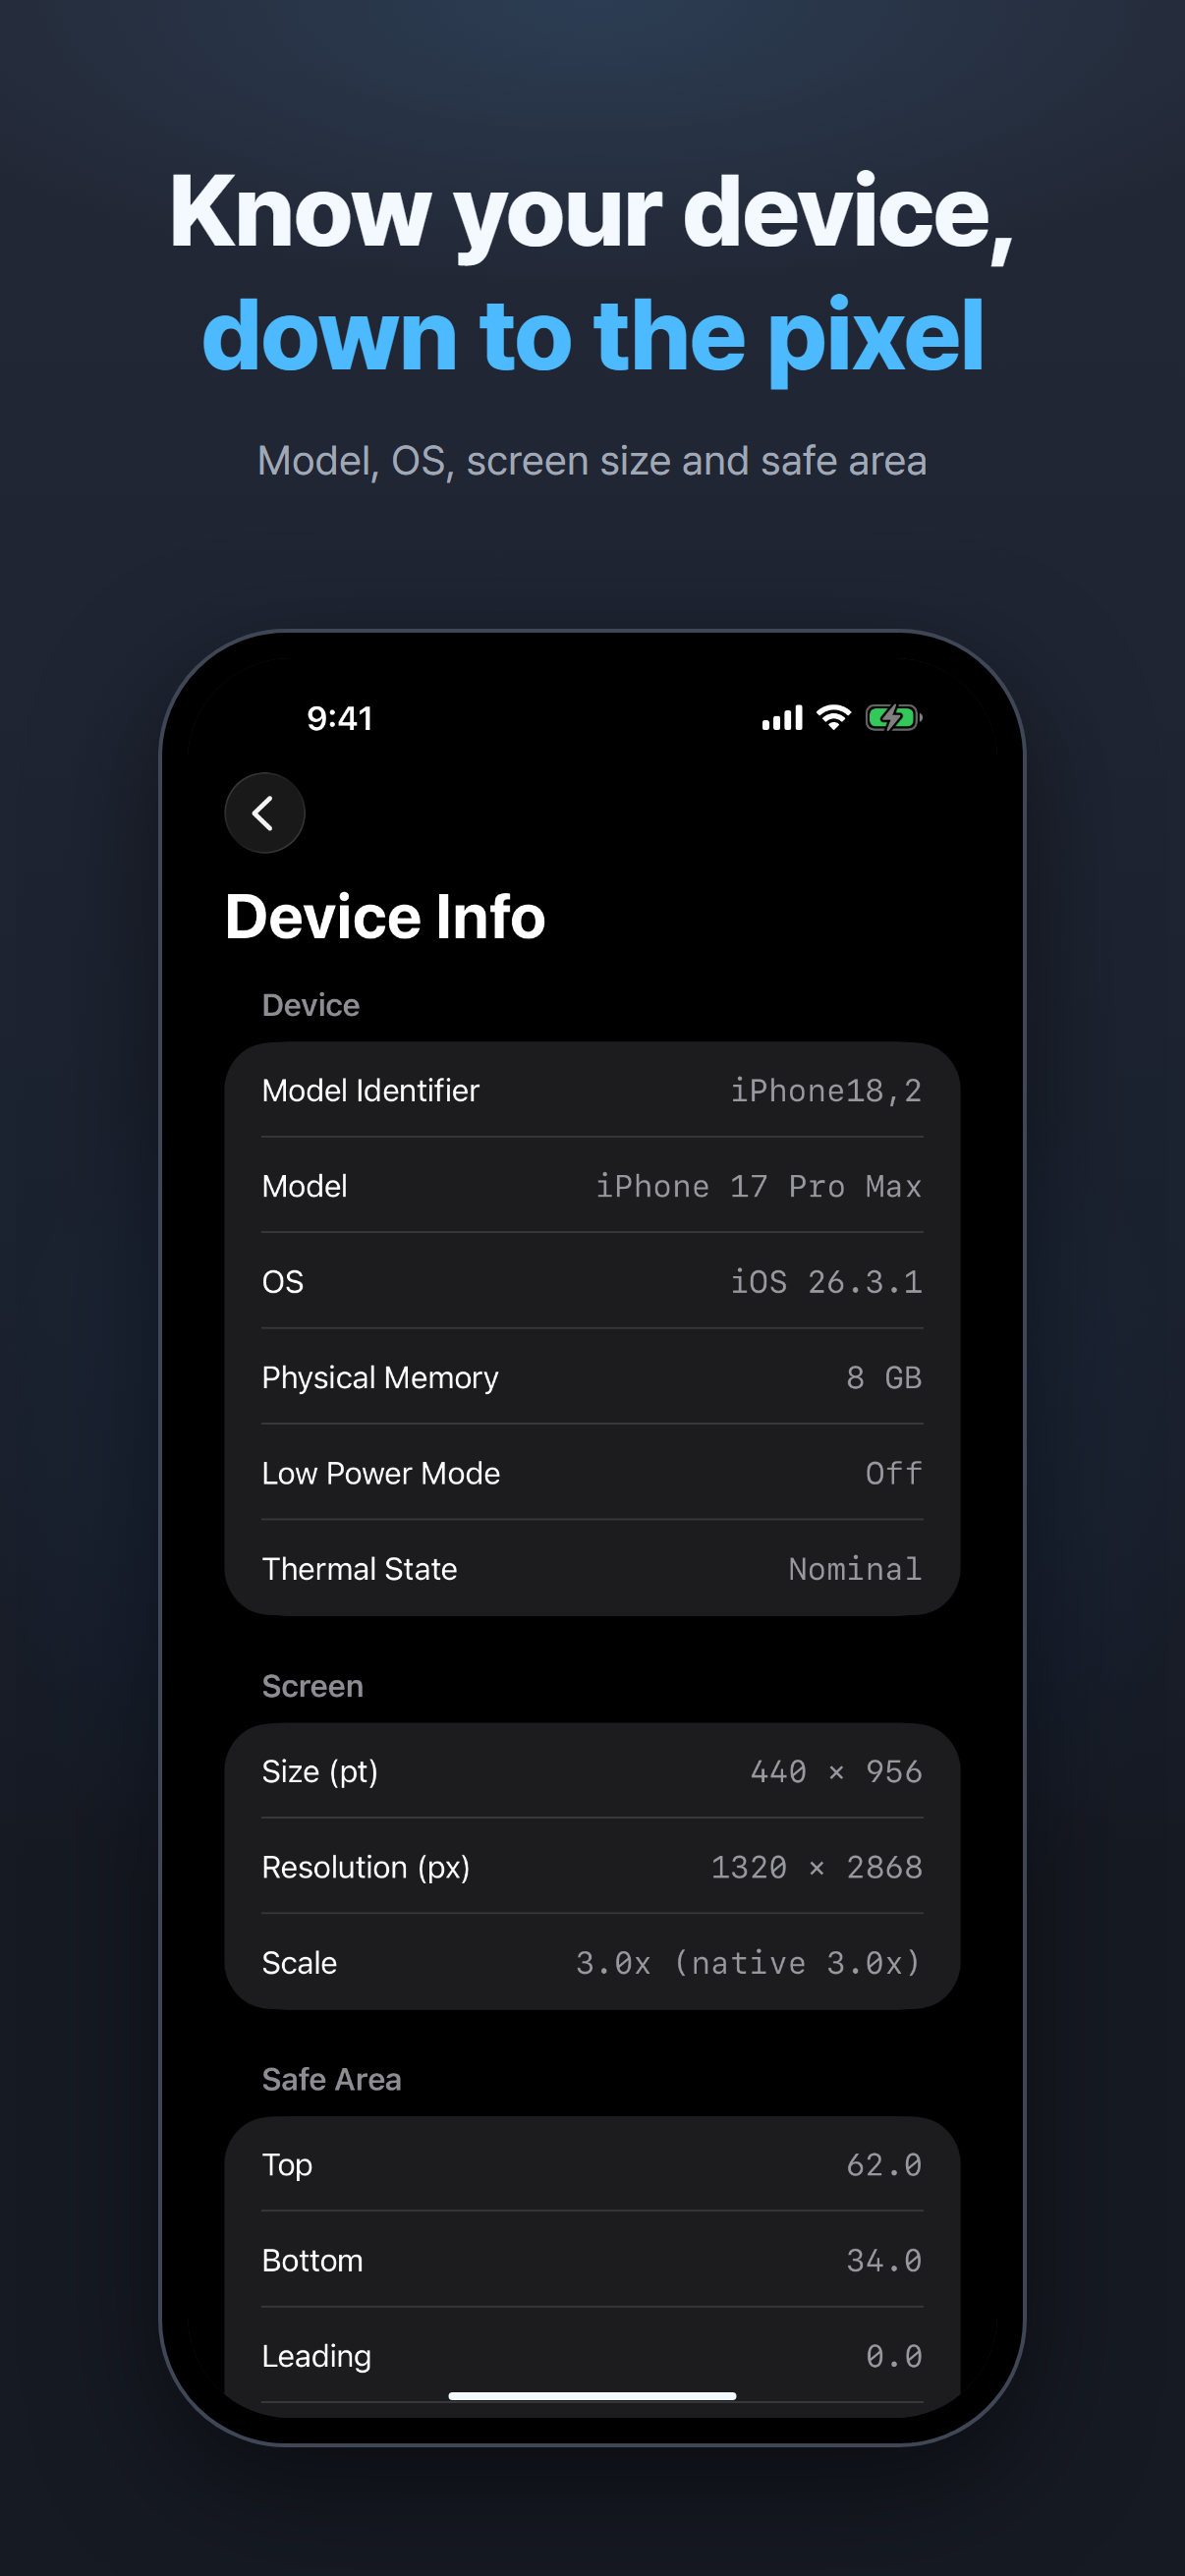 Know your device,
down to the pixel
Model, OS, screen size and safe area
9:41
Device Info
Device
Model Identifier iPhone18,2
Model iPhone 17 Pro Max
OS iOS 26.3.1
Physical Memory 8 GB
Low Power Mode Off
Thermal State Nominal
Screen
Size (pt) 440 × 956
Resolution (px) 1320 × 2868
Scale 3.0x (native 3.0x)
Safe Area
Top 62.0
Bottom 34.0
Leading 0.0